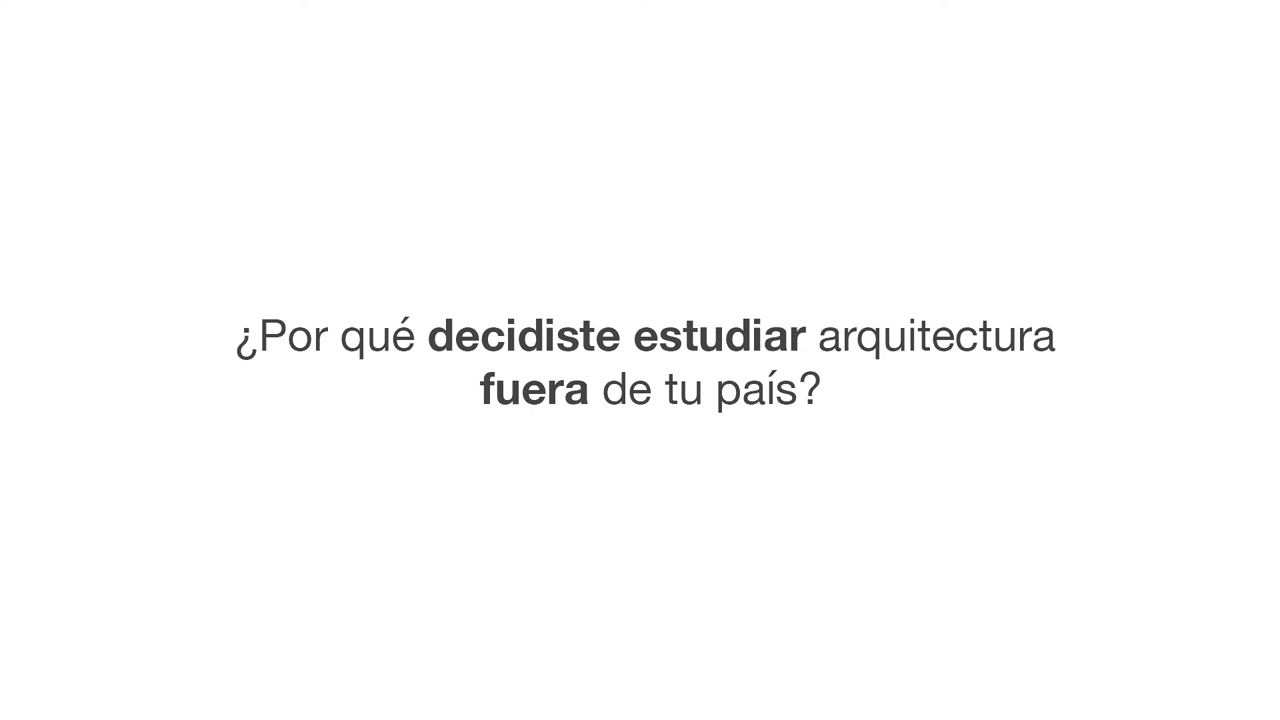 ¿Por qué decidiste estudiar arquitectura
fuera de tu país?